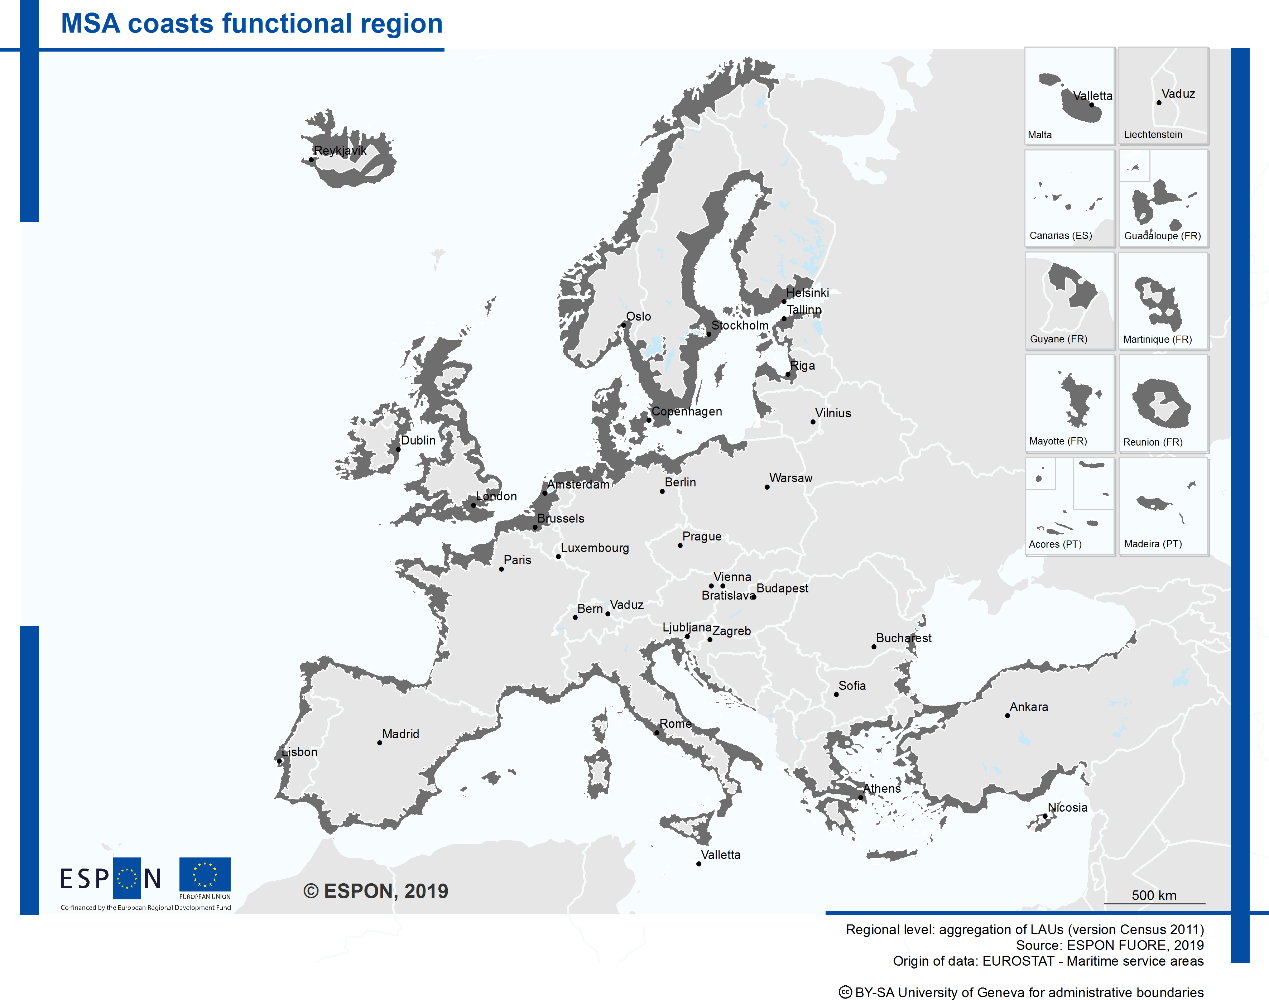 MSA coasts functional region
Valletta
Malta
Vaduz
Liechtenstein
Reykjavik
Canarias (ES)
Guadaloupe (FR)
Guyane (FR)
Martinique (FR)
Helsinki
Tallinn
Oslo
Stockholm
Riga
Mayotte (FR)
Reunion (FR)
Copenhagen
Vilnius
Dublin
Amsterdam
Berlin
Warsaw
London
Brussels
Acores (PT)
Madeira (PT)
Prague
Luxembourg
Paris
Vienna
Bratislava
Budapest
Bern
Vaduz
Ljubljana
Zagreb
Bucharest
Sofia
Ankara
Rome
Madrid
Lisbon
Athens
Nicosia
Valletta
ESPON
EUROPEAN UNION
Co-financed by the European Regional Development Fund
© ESPON, 2019
500 km
Regional level: aggregation of LAUs (version Census 2011)
Source: ESPON FUORE, 2019
Origin of data: EUROSTAT - Maritime service areas
cc BY-SA University of Geneva for administrative boundaries